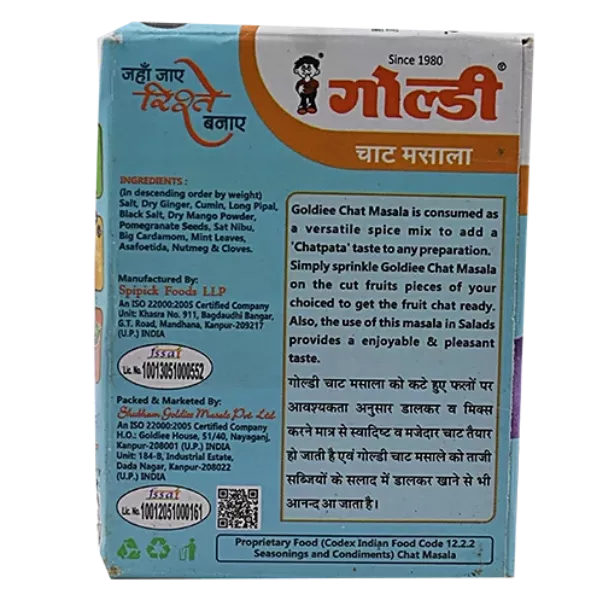 जहाँ जाए
रिश्ते
बनाए
Since 1980
गोल्डी®
चाट मसाला
INGREDIENTS :
(In descending order by weight)
Salt, Dry Ginger, Cumin, Long Pipal,
Black Salt, Dry Mango Powder,
Pomegranate Seeds, Sat Nibu,
Big Cardamom, Mint Leaves,
Asafoetida, Nutmeg & Cloves.
Manufactured By:
Spipick Foods LLP
An ISO 22000:2005 Certified Company
Unit: Khasra No. 911, Bagdaudhi Bangar,
G.T. Road, Mandhana, Kanpur-209217
(U.P.) INDIA
fssai
Lic. No. 10013051000552
Packed & Marketed By:
Shubham Goldiee Masale Pvt. Ltd
An ISO 22000:2005 Certified Company
H.O.: Goldiee House, 51/40, Nayaganj,
Kanpur-208001 (U.P.) INDIA
Unit: 184-B, Industrial Estate,
Dada Nagar, Kanpur-208022
(U.P.) INDIA
fssai
Lic. No. 10012051000161
Goldiee Chat Masala is consumed as
a versatile spice mix to add a
'Chatpata' taste to any preparation.
Simply sprinkle Goldiee Chat Masala
on the cut fruits pieces of your
choiced to get the fruit chat ready.
Also, the use of this masala in Salads
provides a enjoyable & pleasant
taste.
गोल्डी चाट मसाला को कटे हुए फलों पर
आवश्यकता अनुसार डालकर व मिक्स
करने मात्र से स्वादिष्ट व मजेदार चाट तैयार
हो जाती है एवं गोल्डी चाट मसाले को ताजी
सब्जियों के सलाद में डालकर खाने से भी
आनन्द आ जाता है।
Proprietary Food (Codex Indian Food Code 12.2.2
Seasonings and Condiments) Chat Masala